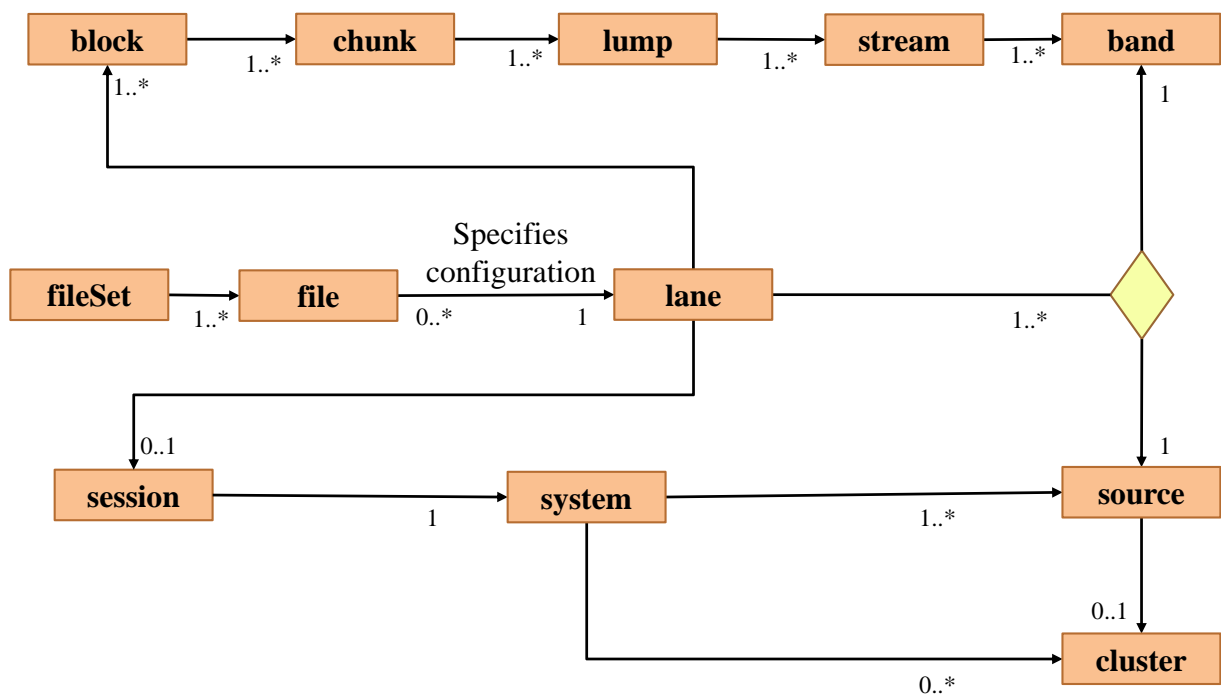 block
chunk
lump
stream
band
1..*
1..*
1..*
1..*
1..*
1
Specifies
configuration
fileSet
file
lane
1..*
0..*
1
1..*
0..1
1
session
system
source
1
1..*
0..1
cluster
0..*